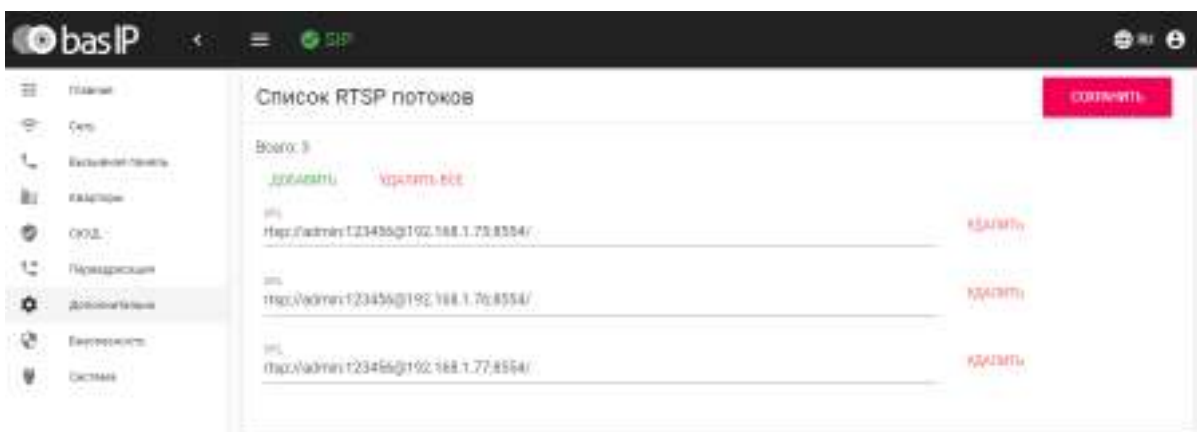 bas IP
SIP
RU
Главная
Сеть
Вызывная панель
Квартиры
СКУД
Переадресация
Дополнительно
Безопасность
Система
Список RTSP потоков
СОХРАНИТЬ
Всего: 3
ДОБАВИТЬ УДАЛИТЬ ВСЕ
URL
rtsp://admin:123456@192.168.1.75:8554/
УДАЛИТЬ
URL
rtsp://admin:123456@192.168.1.76:8554/
УДАЛИТЬ
URL
rtsp://admin:123456@192.168.1.77:8554/
УДАЛИТЬ